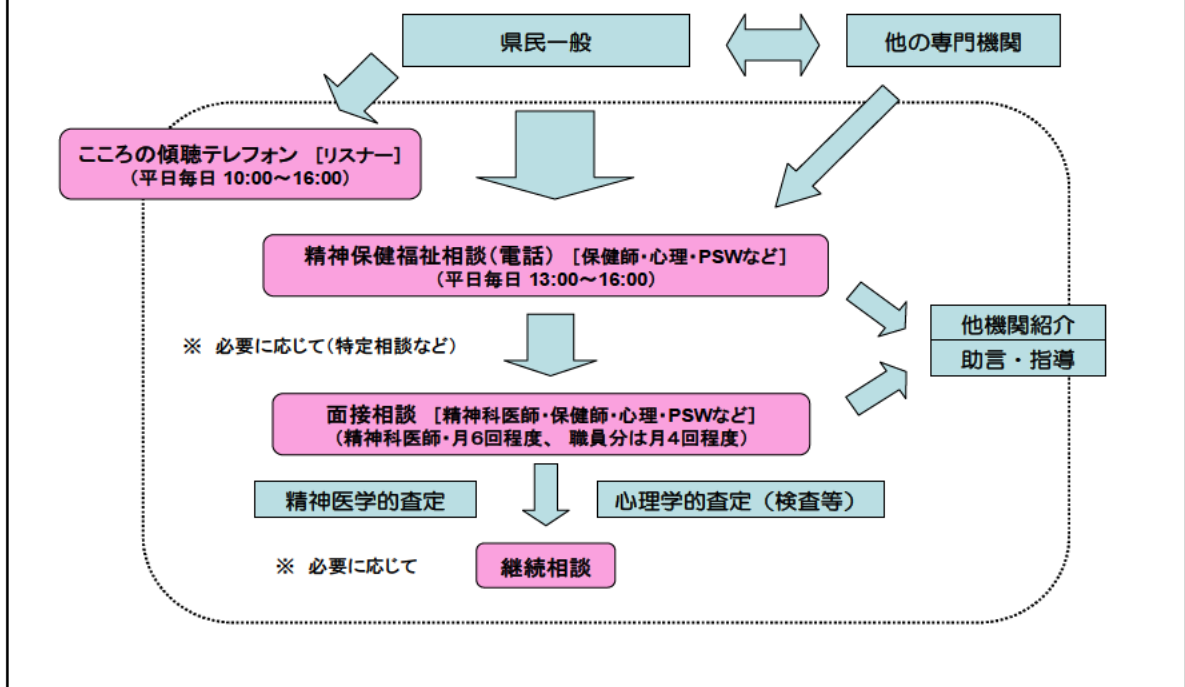 県民一般
他の専門機関
こころの傾聴テレフォン [リスナー]
(平日毎日 10:00~16:00)
精神保健福祉相談(電話) [保健師・心理・PSWなど]
(平日毎日 13:00~16:00)
他機関紹介
助言・指導
※ 必要に応じて(特定相談など)
面接相談 [精神科医師・保健師・心理・PSWなど]
(精神科医師・月6回程度、 職員分は月4回程度)
精神医学的査定
心理学的査定(検査等)
※ 必要に応じて
継続相談